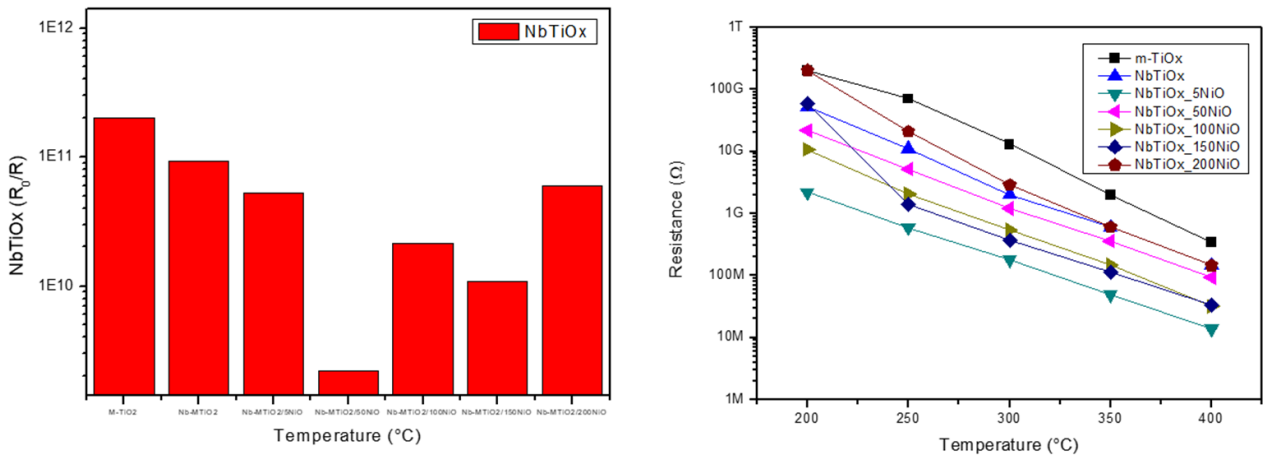 1E12
1E11
1E10
NbTiOx (R0/R)
NbTiOx
M-TiO2
Nb-MTiO2
Nb-MTiO2/5NiO
Nb-MTiO2/50NiO
Nb-MTiO2/100NiO
Nb-MTiO2/150NiO
Nb-MTiO2/200NiO
Temperature (°C)
1T
100G
10G
1G
100M
10M
1M
Resistance (Ω)
m-TiOx
NbTiOx
NbTiOx_5NiO
NbTiOx_50NiO
NbTiOx_100NiO
NbTiOx_150NiO
NbTiOx_200NiO
200 250 300 350 400
Temperature (°C)